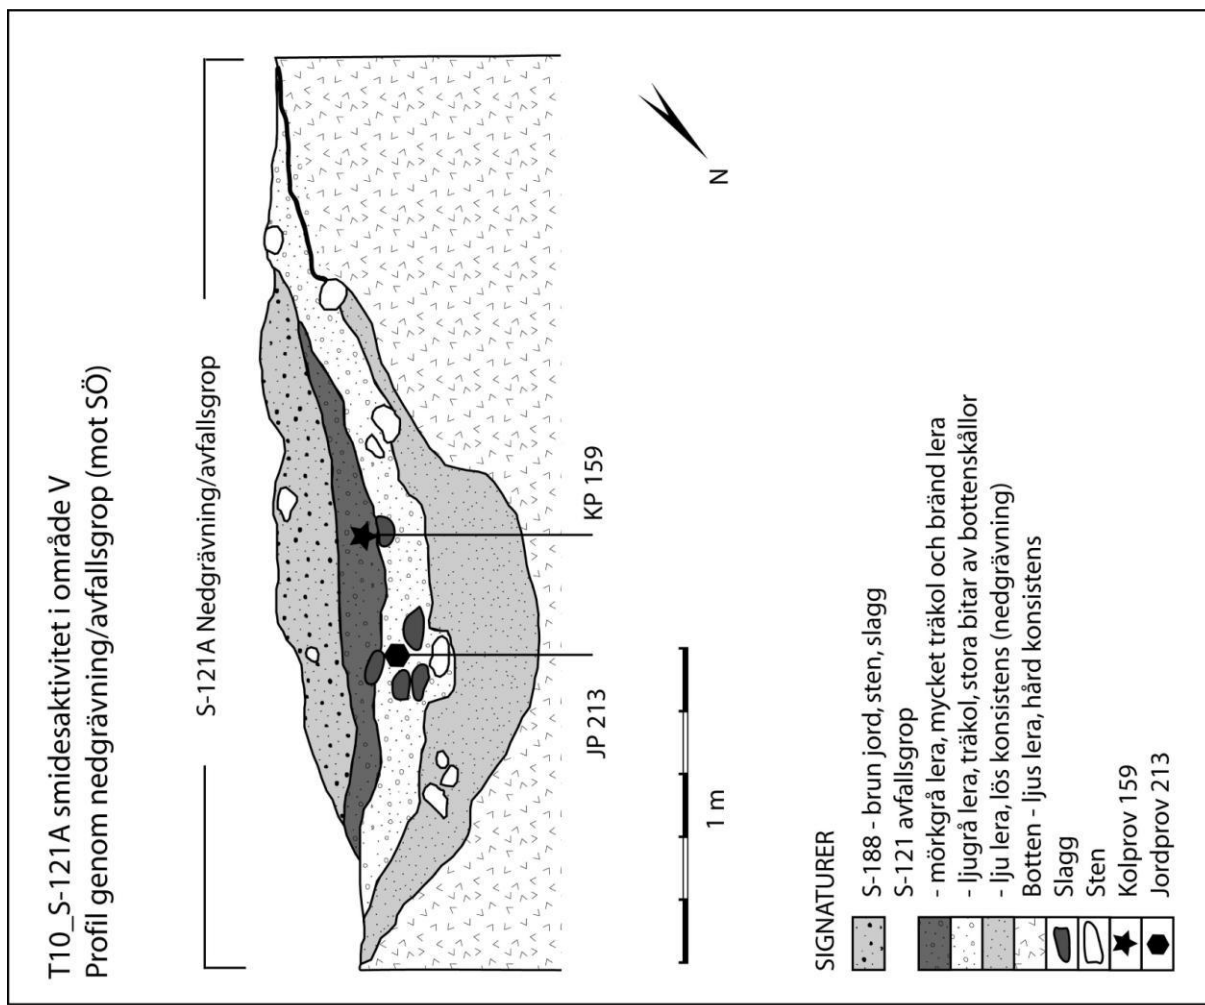 T10_S-121A smidesaktivitet i område V
Profil genom nedgrävning/avfallsgrop (mot SÖ)
S-121A Nedgrävning/avfallsgrop
JP 213
KP 159
1 m
N
SIGNATURER
S-188 - brun jord, sten, slagg
S-121 avfallsgrop
- mörkgrå lera, mycket träkol och bränd lera
- ljugrå lera, träkol, stora bitar av bottenskållor
- lju lera, lös konsistens (nedgrävning)
Botten - ljus lera, hård konsistens
Slagg
Sten
Kolprov 159
Jordprov 213